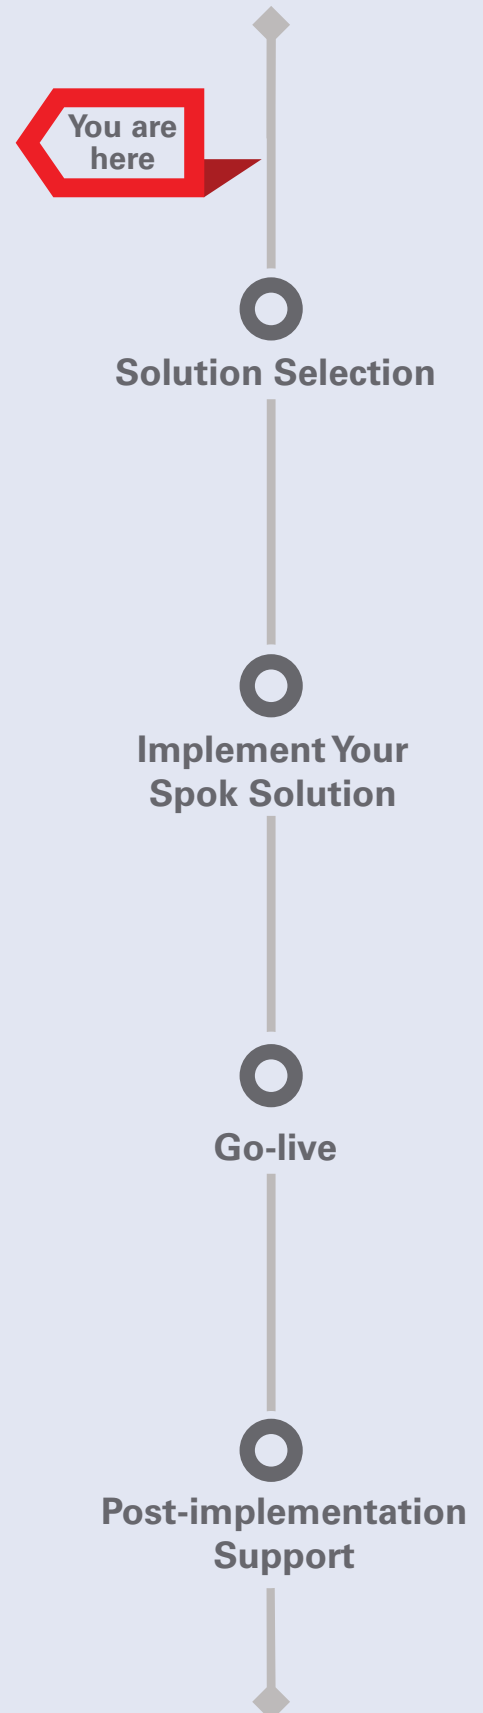 You are
here
Solution Selection
Implement Your
Spok Solution
Go-live
Post-implementation
Support